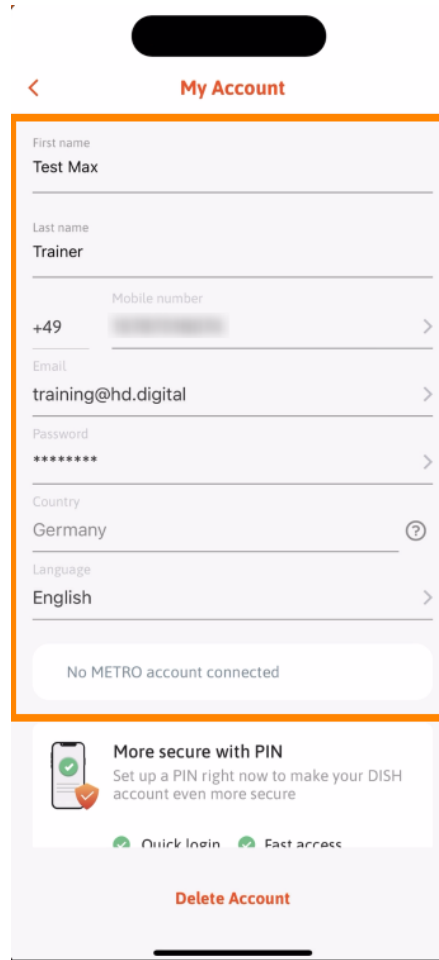 My Account
First name
Test Max
Last name
Trainer
Mobile number
+49
Email
training@hd.digital
Password
********
Country
Germany
Language
English
No METRO account connected
More secure with PIN
Set up a PIN right now to make your DISH
account even more secure
Quick login Fast access
Delete Account